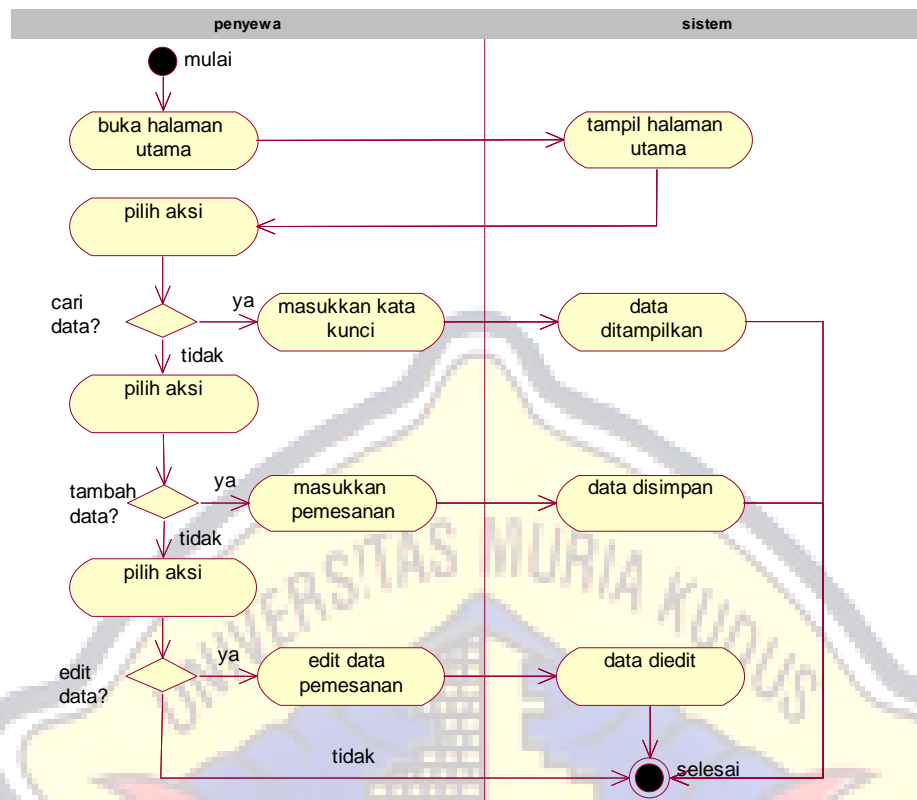 penyewa
sistem
mulai
buka halaman
utama
tampil halaman
utama
pilih aksi
cari
data?
ya
masukkan kata
kunci
data
ditampilkan
tidak
pilih aksi
tambah
data?
ya
masukkan
pemesanan
data disimpan
tidak
pilih aksi
edit
data?
ya
edit data
pemesanan
data diedit
tidak
selesai
UNIVERSITAS MURIA KUDUS